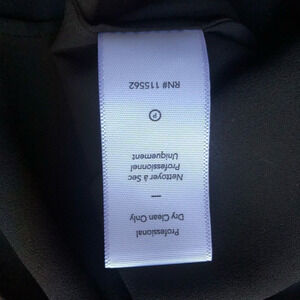 Professional
Dry Clean Only
—
Nettoyer à Sec
Professionnel
Uniquement
P
RN# 115562